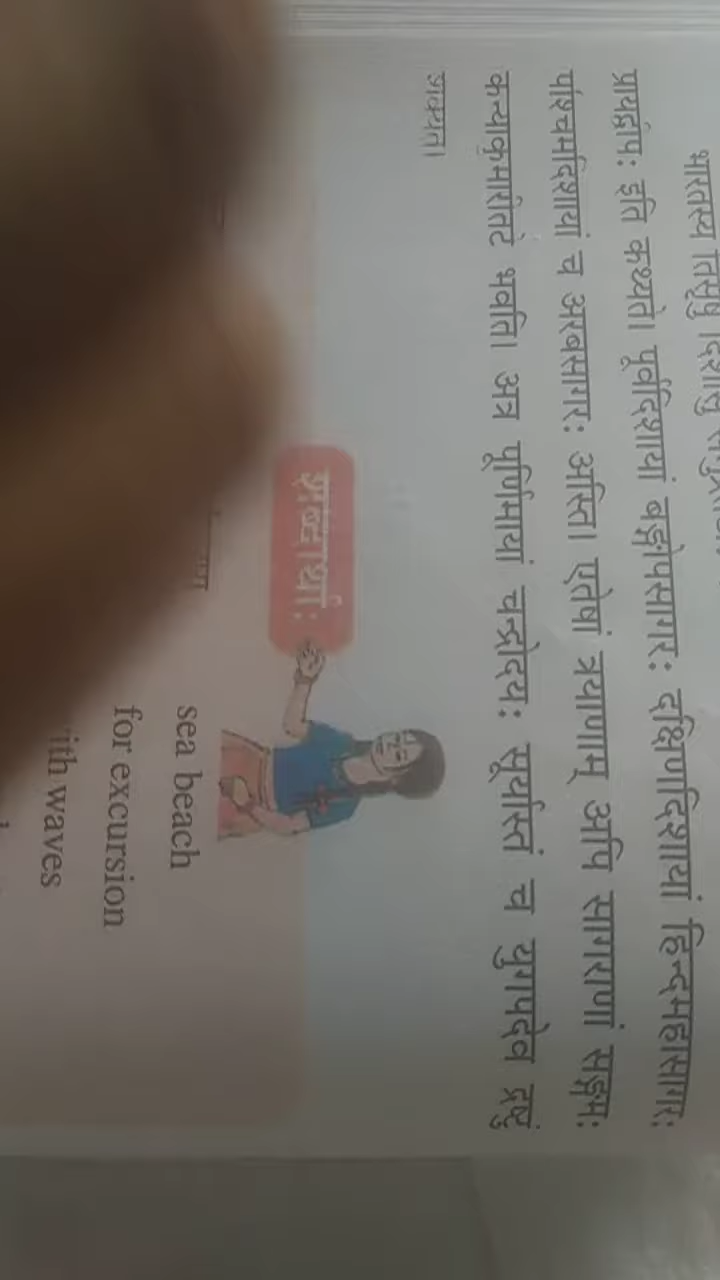 भारतस्य तिसृषु दिशासु
प्रायद्वीपः इति कथ्यते। पूर्वदिशायां बङ्गोपसागरः दक्षिणदिशायां हिन्दमहासागरः
पश्चिमदिशायां च अरबसागरः अस्ति। एतेषां त्रयाणाम् अपि सागराणां सङ्गमः
कन्याकुमारीतटे भवति। अत्र पूर्णिमायां चन्द्रोदयः सूर्यास्तं च युगपदेव द्रष्टुं
शक्यते।
शब्दार्थाः
sea beach
for excursion
with waves